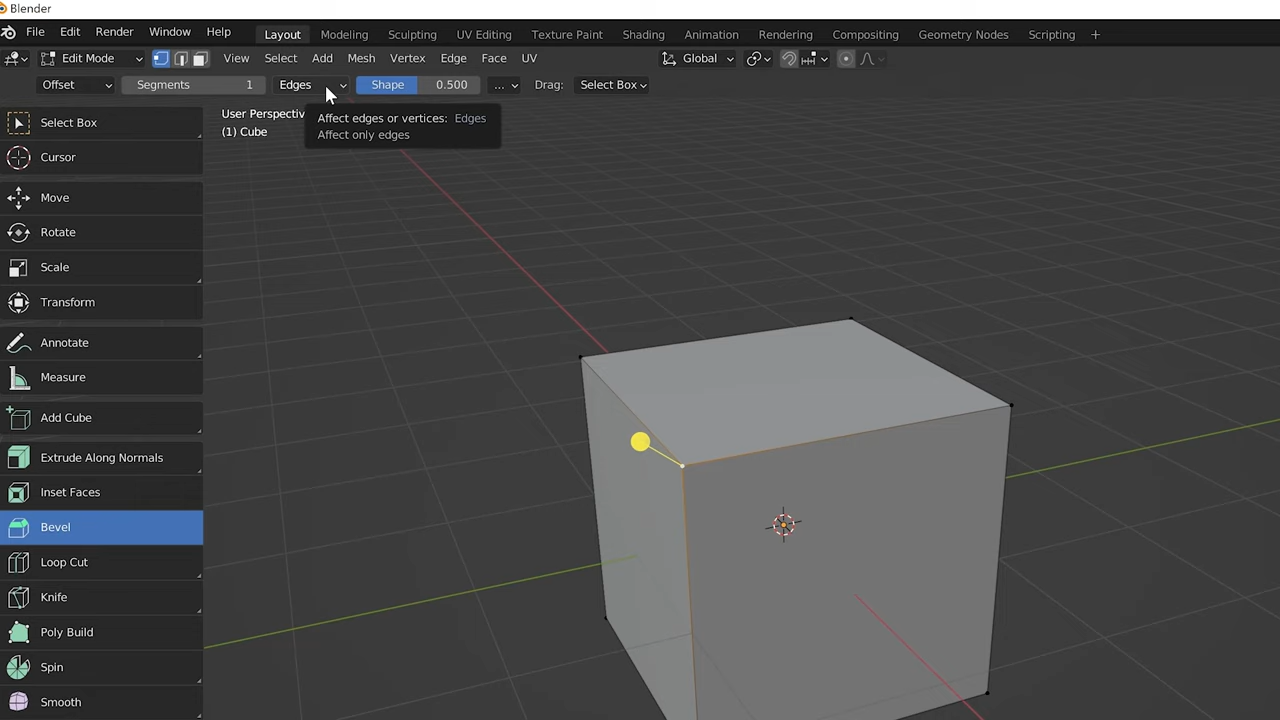 Blender
File Edit Render Window Help Layout Modeling Sculpting UV Editing Texture Paint Shading Animation Rendering Compositing Geometry Nodes Scripting +
Edit Mode View Select Add Mesh Vertex Edge Face UV Global
Offset Segments 1 Edges Shape 0.500 ... Drag: Select Box
User Perspectiv
(1) Cube
Affect edges or vertices: Edges
Affect only edges
Select Box
Cursor
Move
Rotate
Scale
Transform
Annotate
Measure
Add Cube
Extrude Along Normals
Inset Faces
Bevel
Loop Cut
Knife
Poly Build
Spin
Smooth